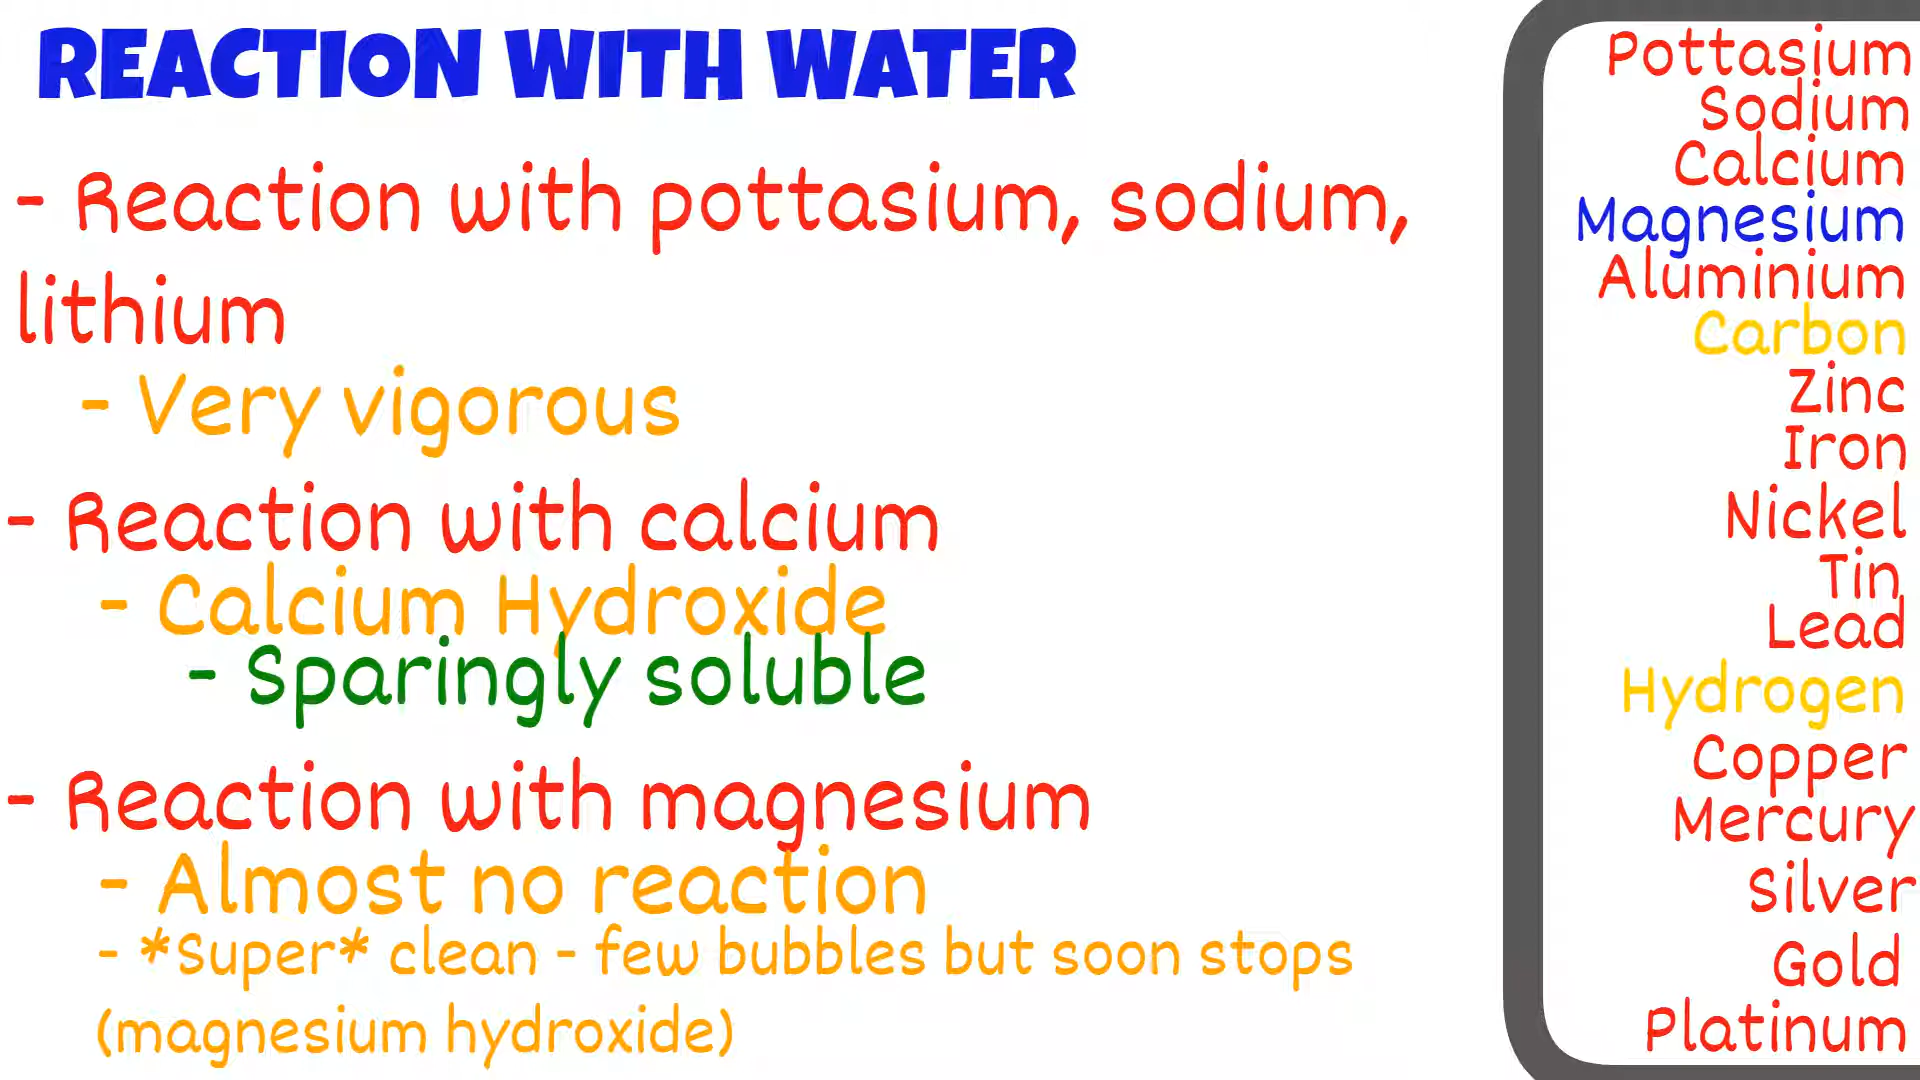 REACTION WITH WATER
- Reaction with pottasium, sodium,
lithium
- Very vigorous
- Reaction with calcium
- Calcium Hydroxide
- Sparingly soluble
- Reaction with magnesium
- Almost no reaction
- *Super* clean - few bubbles but soon stops
(magnesium hydroxide)
Pottasium
Sodium
Calcium
Magnesium
Aluminium
Carbon
Zinc
Iron
Nickel
Tin
Lead
Hydrogen
Copper
Mercury
Silver
Gold
Platinum